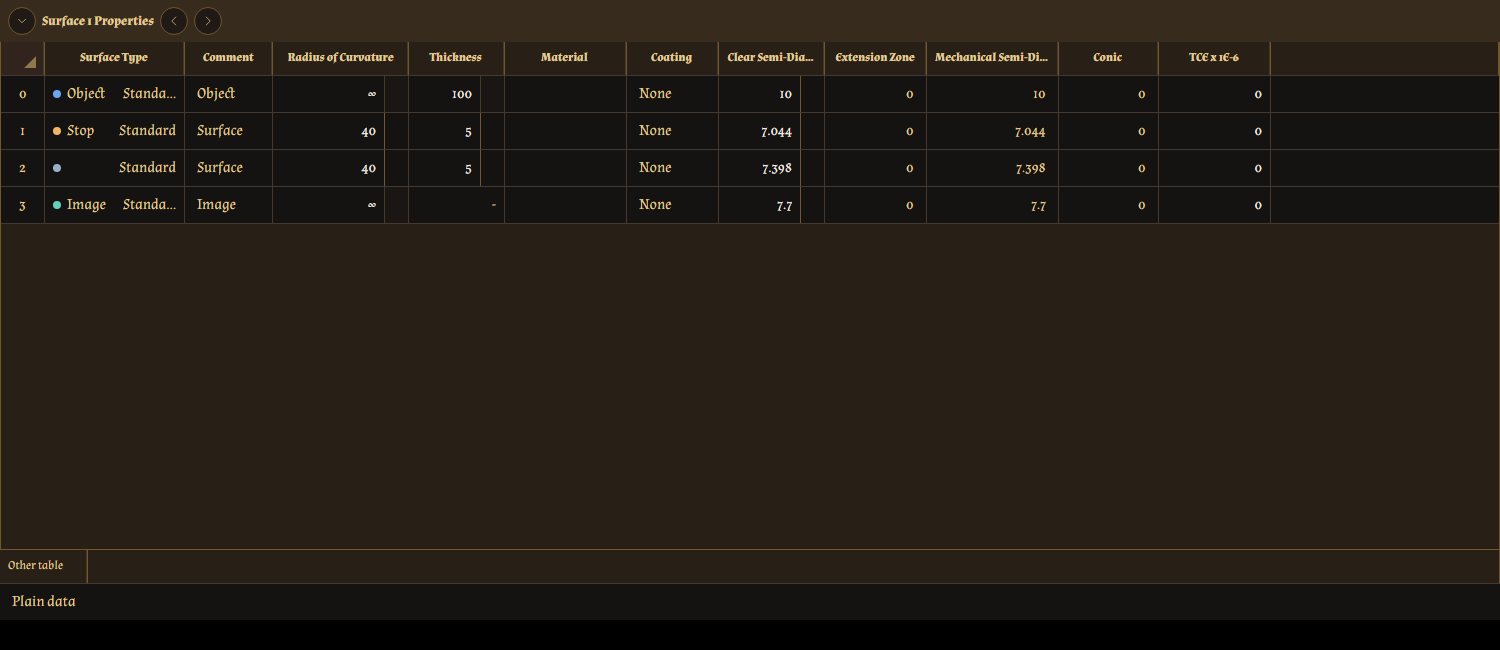 Surface 1 Properties
Surface Type Comment Radius of Curvature Thickness Material Coating Clear Semi-Dia... Extension Zone Mechanical Semi-Di... Conic TCE x 1E-6
0 Object Standa... Object ∞ 100 None 10 0 10 0 0
1 Stop Standard Surface 40 5 None 7.044 0 7.044 0 0
2 Standard Surface 40 5 None 7.398 0 7.398 0 0
3 Image Standa... Image ∞ - None 7.7 0 7.7 0 0
Other table
Plain data